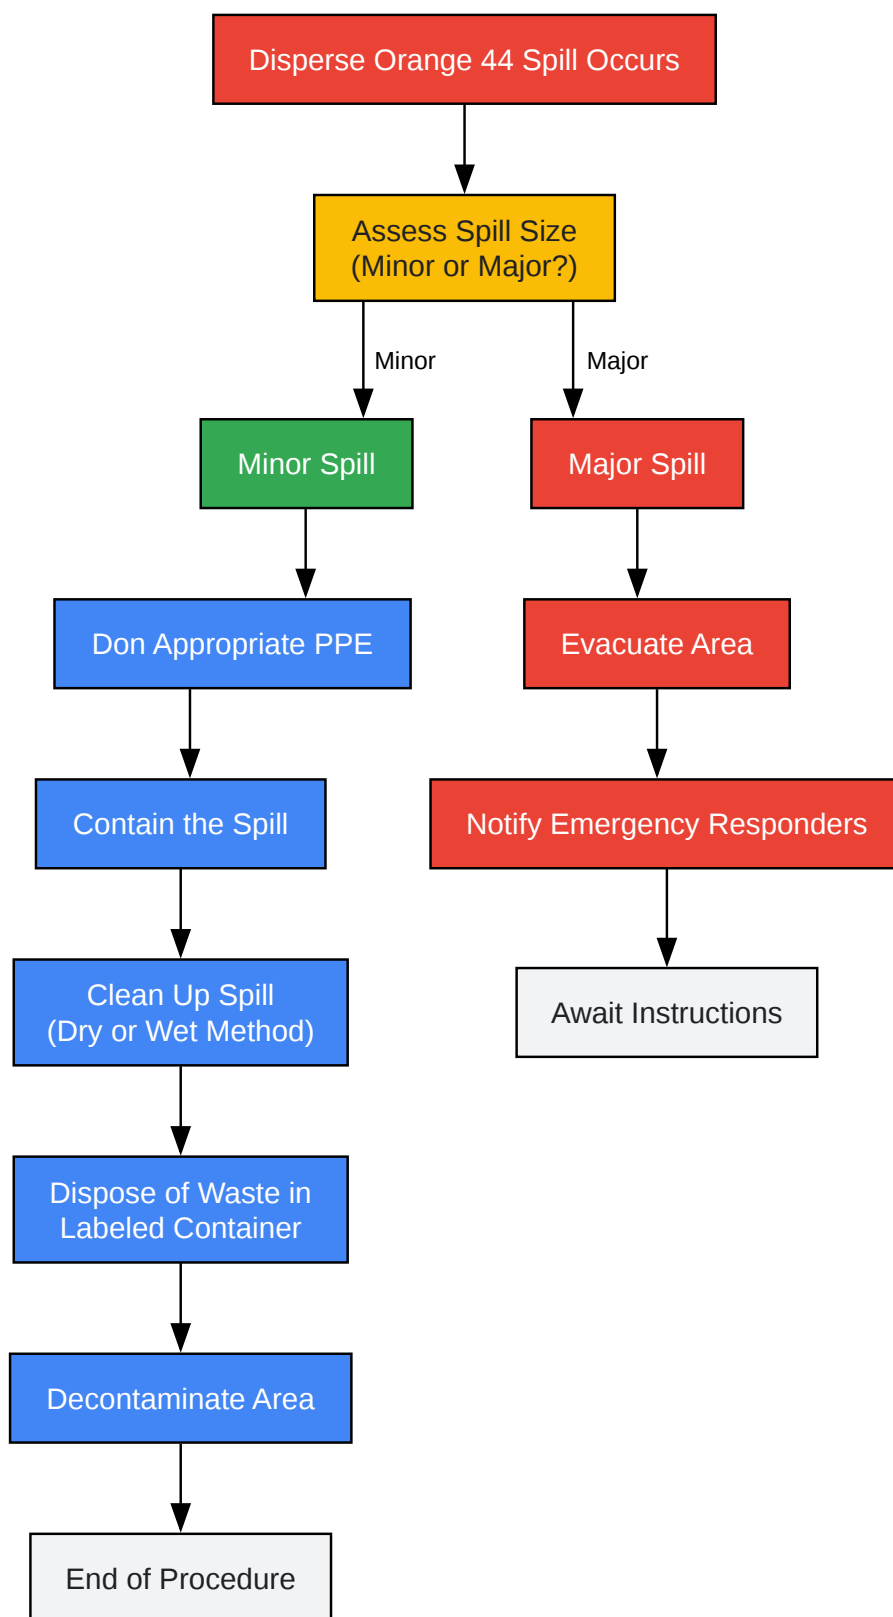 Disperse Orange 44 Spill Occurs
Assess Spill Size
(Minor or Major?)
Minor
Major
Minor Spill
Major Spill
Don Appropriate PPE
Evacuate Area
Contain the Spill
Notify Emergency Responders
Clean Up Spill
(Dry or Wet Method)
Await Instructions
Dispose of Waste in
Labeled Container
Decontaminate Area
End of Procedure